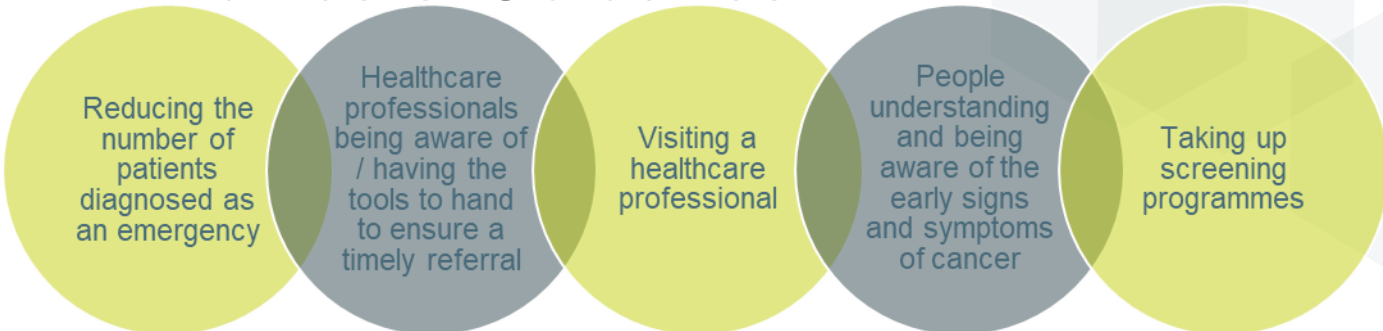 Reducing the
number of
patients
diagnosed as
an emergency
Healthcare
professionals
being aware of
/ having the
tools to hand
to ensure a
timely referral
Visiting a
healthcare
professional
People
understanding
and being
aware of the
early signs
and symptoms
of cancer
Taking up
screening
programmes